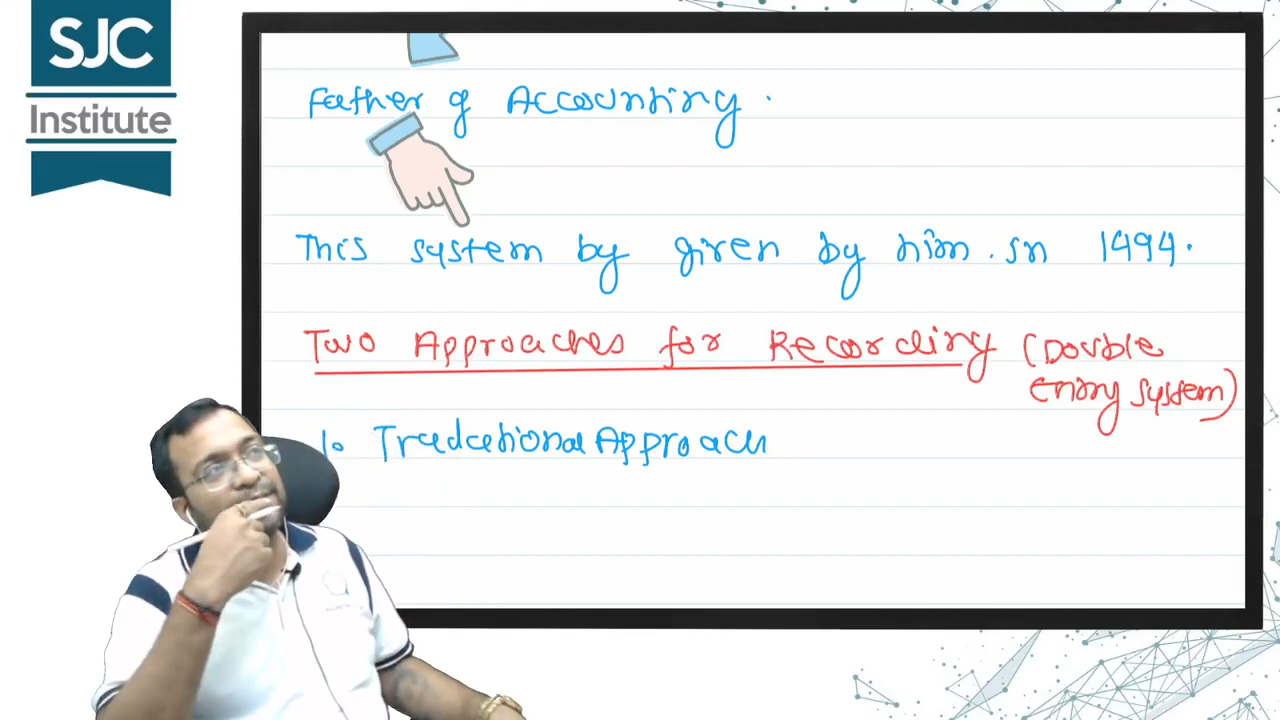 SJC
Institute
Father of Accounting.
This system by given by him. In 1494.
Two Approaches for Recording (Double
Entry System)
1. Tradational Approach